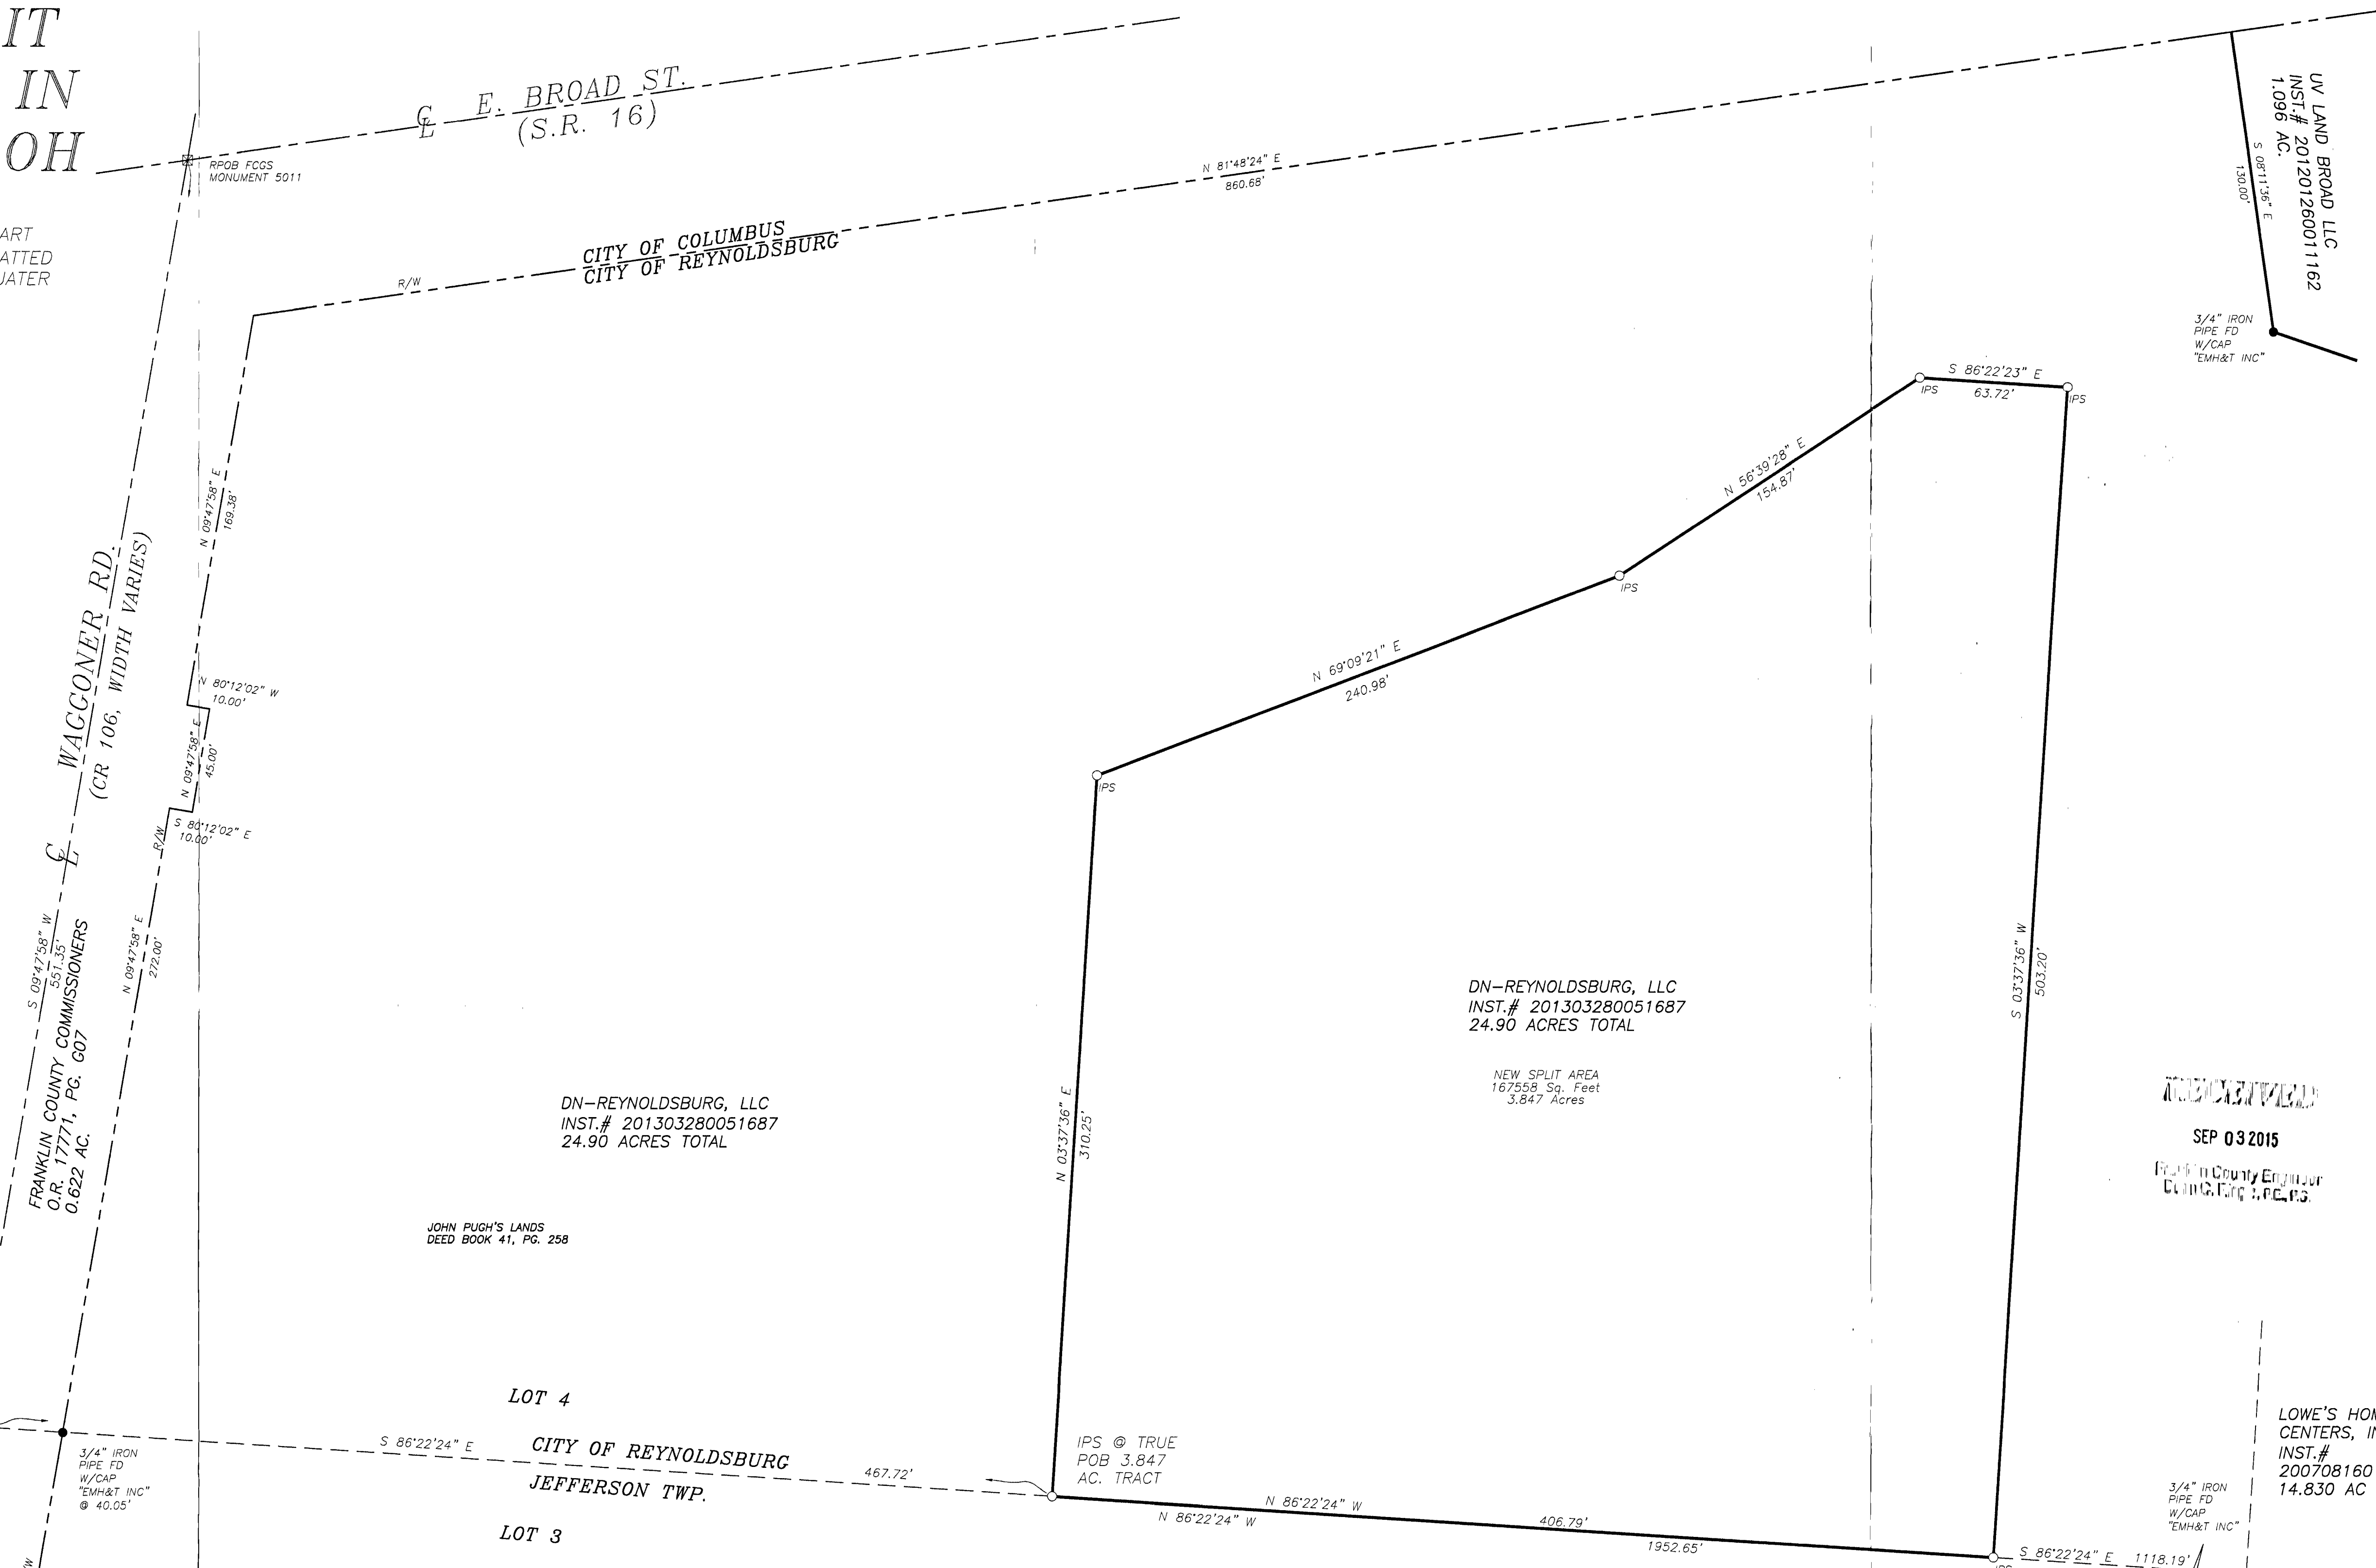 IT
IN
OH
ART
ATTED
UATER
℄ E. BROAD ST.
(S.R. 16)
RPOB FCGS
MONUMENT 5011
N 81°48'24" E
860.68'
CITY OF COLUMBUS
CITY OF REYNOLDSBURG
R/W
UV LAND BROAD LLC
INST.# 201201260011162
1.096 AC.
S 08°11'36" E
130.00'
3/4" IRON
PIPE FD
W/CAP
"EMH&T INC"
S 86°22'23" E
63.72'
IPS
IPS
N 56°39'28" E
154.87'
IPS
N 69°09'21" E
240.98'
IPS
N 09°47'58" E
169.38'
WAGGONER RD.
(CR 106, WIDTH VARIES)
℄
N 80°12'02" W
10.00'
N 09°47'58" E
45.00'
S 80°12'02" E
10.00'
R/W
S 09°47'58" W
551.35'
N 09°47'58" E
272.00'
FRANKLIN COUNTY COMMISSIONERS
O.R. 17771, PG. G07
0.622 AC.
DN-REYNOLDSBURG, LLC
INST.# 201303280051687
24.90 ACRES TOTAL
NEW SPLIT AREA
167558 Sq. Feet
3.847 Acres
S 03°37'36" W
503.20'
N 03°37'36" E
310.25'
DN-REYNOLDSBURG, LLC
INST.# 201303280051687
24.90 ACRES TOTAL
JOHN PUGH'S LANDS
DEED BOOK 41, PG. 258
RECEIVED
SEP 03 2015
Franklin County Engineer
LOT 4
S 86°22'24" E
CITY OF REYNOLDSBURG
467.72'
JEFFERSON TWP.
LOT 3
3/4" IRON
PIPE FD
W/CAP
"EMH&T INC"
@ 40.05'
IPS @ TRUE
POB 3.847
AC. TRACT
N 86°22'24" W
406.79'
N 86°22'24" W
1952.65'
S 86°22'24" E 1118.19'
3/4" IRON
PIPE FD
W/CAP
"EMH&T INC"
LOWE'S HOM
CENTERS, IN
INST.#
200708160
14.830 AC